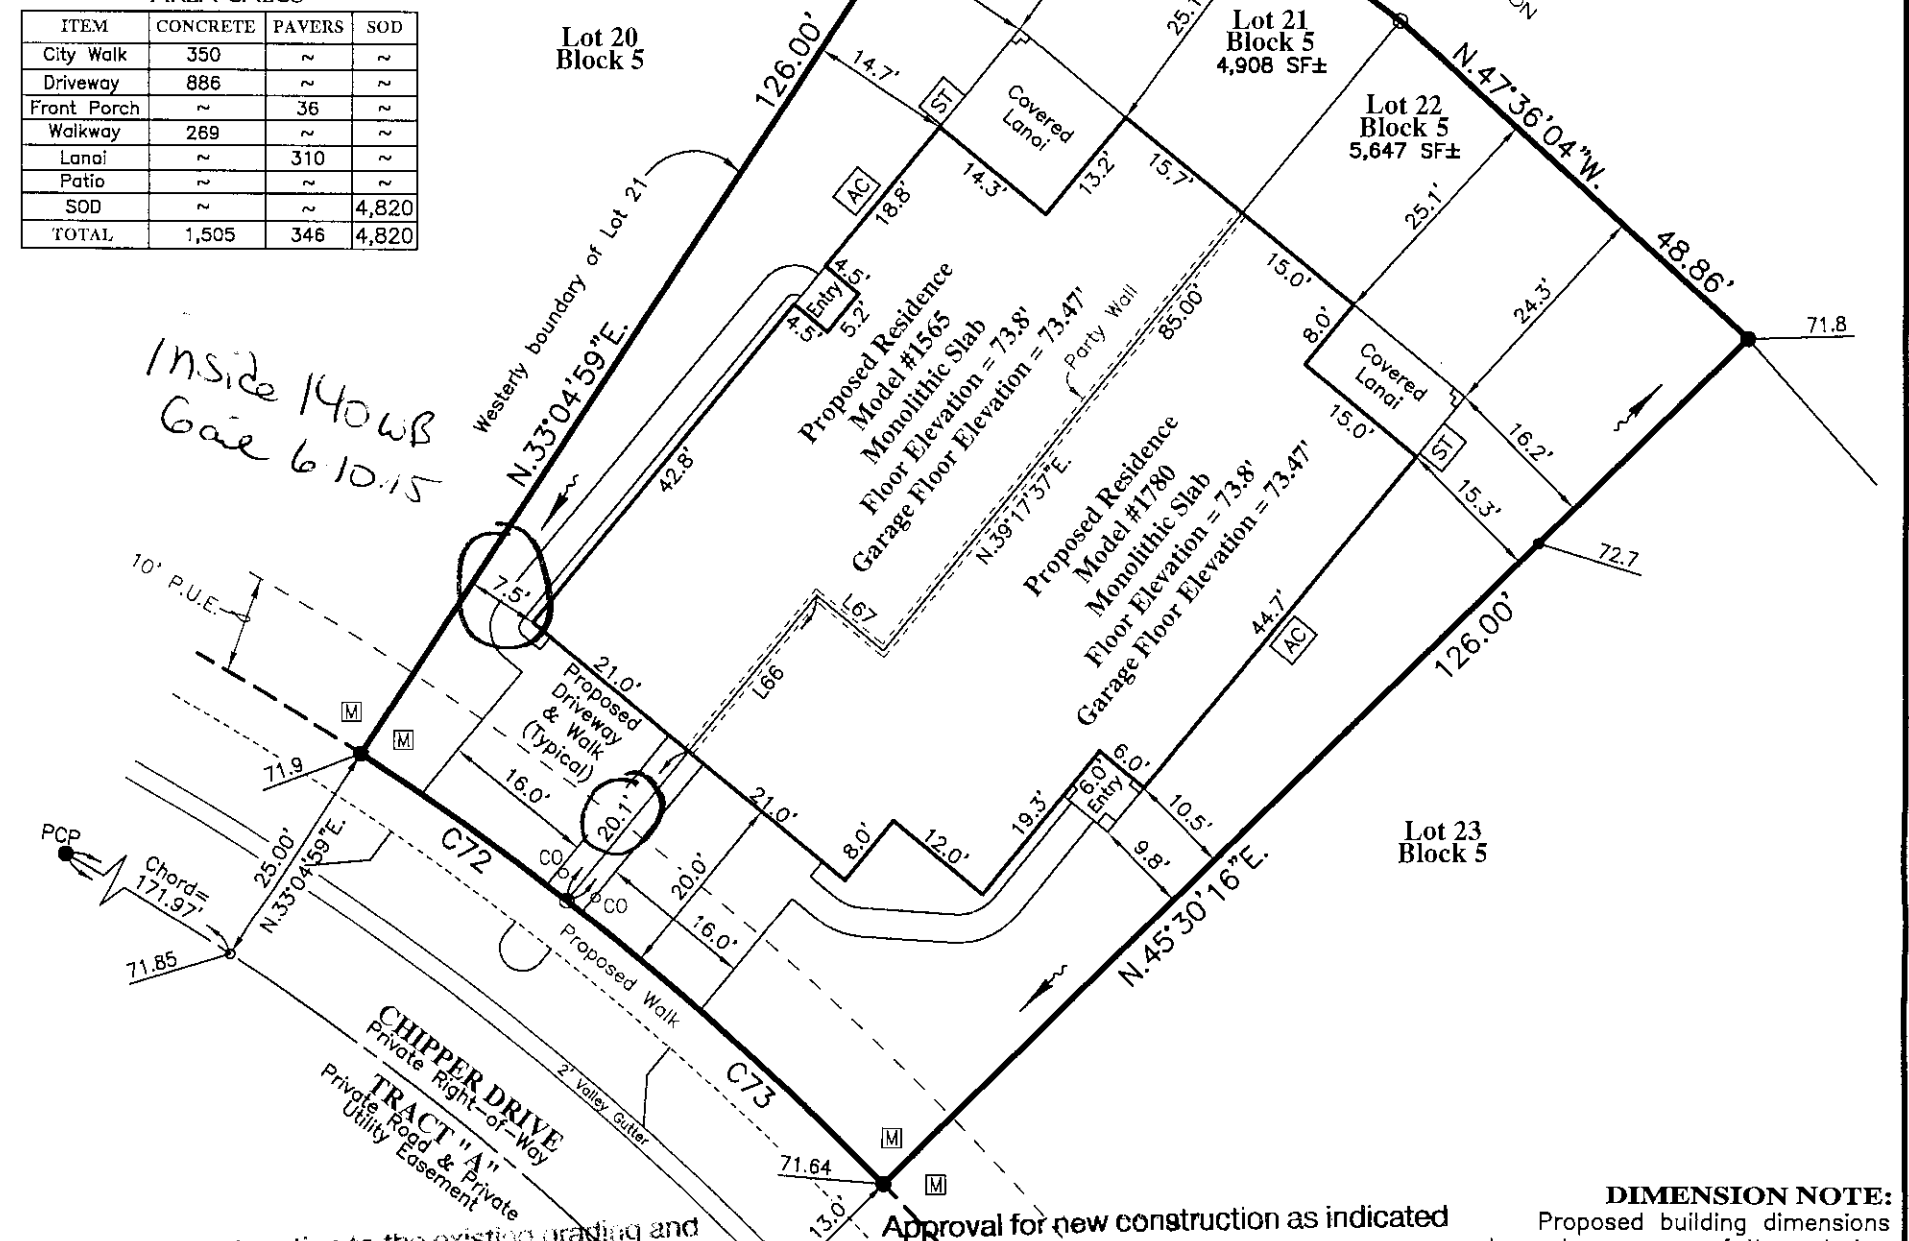 ITEM CONCRETE PAVERS SOD
City Walk 350 ~ ~
Driveway 886 ~ ~
Front Porch ~ 36 ~
Walkway 269 ~ ~
Lanai ~ 310 ~
Patio ~ ~ ~
SOD ~ ~ 4,820
TOTAL 1,505 346 4,820
Lot 20
Block 5
126.00'
14.7'
ST
Covered
Lanai
25.1'
Lot 21
Block 5
4,908 SF±
N.47°36'04"W.
Lot 22
Block 5
5,647 SF±
48.86'
71.8
AC
18.8'
14.3'
13.2'
15.7'
25.1'
24.3'
15.0'
8.0'
Covered
Lanai
15.0'
ST
16.2'
15.3'
72.7
Westerly boundary of Lot 21
N.33°04'59"E.
4.5'
Entry
4.5'
5.2'
42.8'
Proposed Residence
Model #1565
Monolithic Slab
Floor Elevation = 73.8'
Garage Floor Elevation = 73.47'
Party Wall
85.00'
N.39°17'37"E.
Proposed Residence
Model #1780
Monolithic Slab
Floor Elevation = 73.8'
Garage Floor Elevation = 73.47'
Inside 140 WB
6.10.15
10' P.U.E.
7.5'
21.0'
L66
L67
Proposed
Driveway
& Walk
(Typical)
44.7'
AC
126.00'
M
M
71.9
16.0'
20.1'
21.0'
8.0'
12.0'
19.3'
6.0'
6.0'
Entry
10.5'
9.8'
N.45°30'16"E.
Lot 23
Block 5
PCP
Chord=
171.97'
25.00'
N.33°04'59"E.
C72
CO
CO
20.0'
16.0'
71.85
Proposed Walk
C73
CHIPPER DRIVE
Private Right-of-Way
TRACT "A"
Private Road & Private
Utility Easement
2' Valley Gutter
M
M
71.64
13.0'
to the existing grading and
Approval for new construction as indicated
DIMENSION NOTE:
Proposed building dimensions